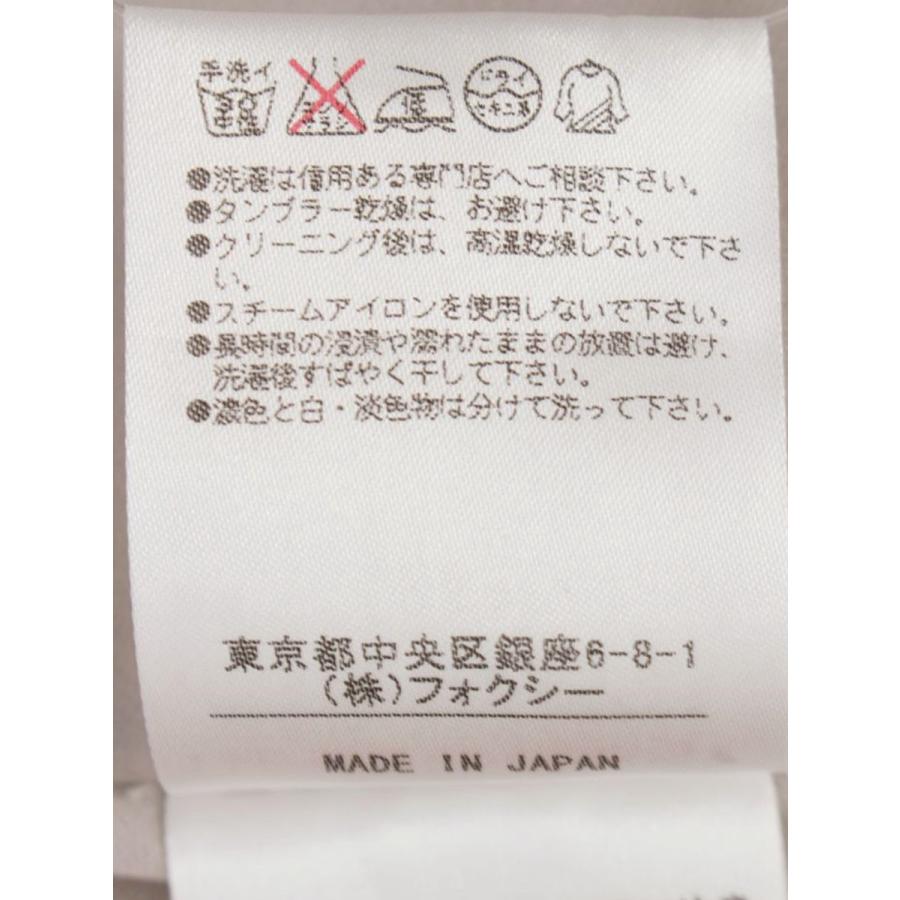 手洗イ
低
ドライ
セキユ系
●洗濯は信用ある専門店へご相談下さい。
●タンブラー乾燥は、お避け下さい。
●クリーニング後は、高温乾燥しないで下さ
い。
●スチームアイロンを使用しないで下さい。
●長時間の浸漬や濡れたままの放置は避け、
洗濯後すばやく干して下さい。
●濃色と白・淡色物は分けて洗って下さい。
東京都中央区銀座6-8-1
(株)フォクシー
MADE IN JAPAN